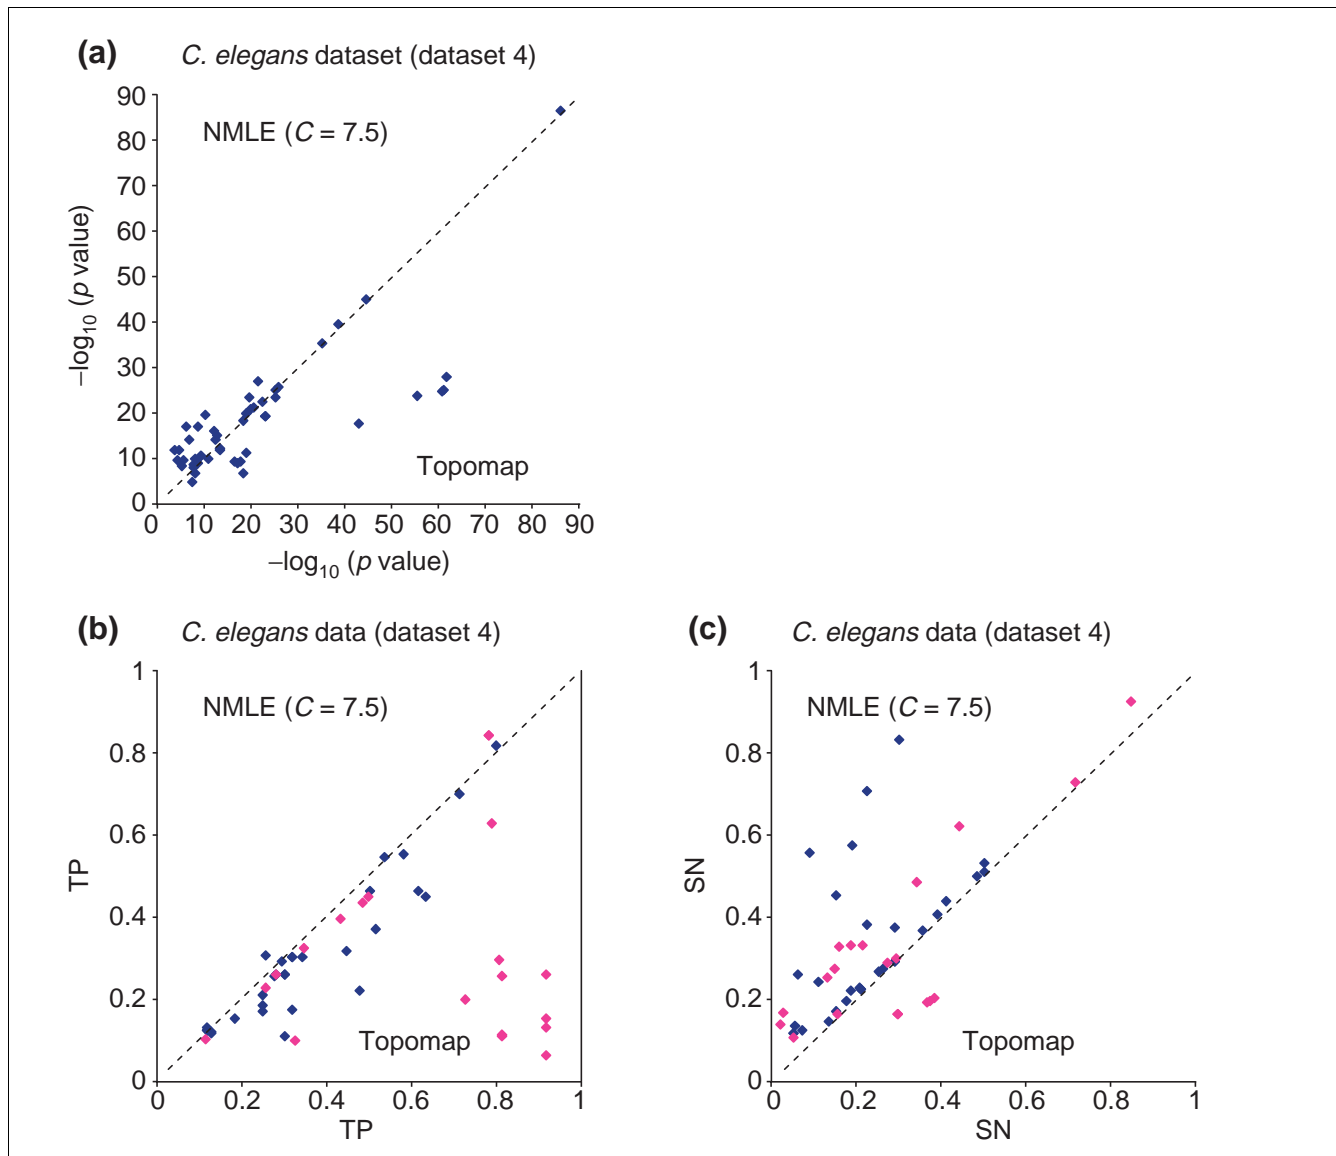 (a) C. elegans dataset (dataset 4)
90
80
70
60
50
40
30
20
10
0
–log10 (p value)
NMLE (C = 7.5)
Topomap
0 10 20 30 40 50 60 70 80 90
–log10 (p value)
(b) C. elegans data (dataset 4)
1
0.8
0.6
0.4
0.2
0
TP
NMLE (C = 7.5)
Topomap
0 0.2 0.4 0.6 0.8 1
TP
(c) C. elegans data (dataset 4)
1
0.8
0.6
0.4
0.2
0
SN
NMLE (C = 7.5)
Topomap
0 0.2 0.4 0.6 0.8 1
SN